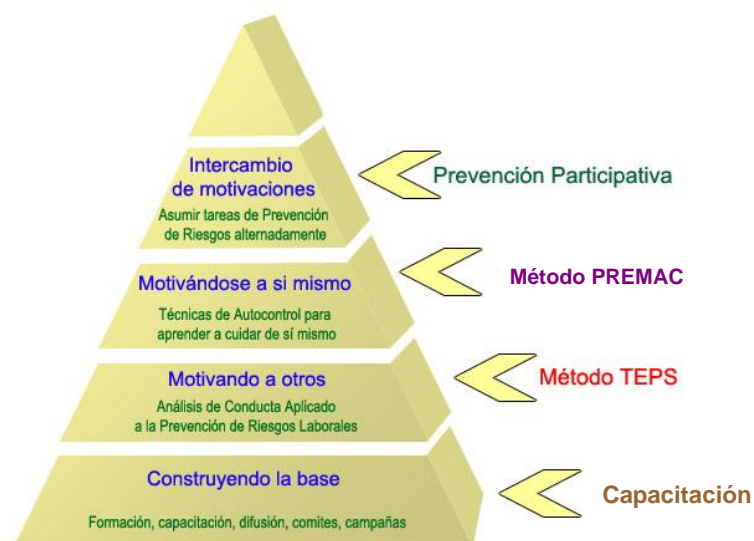 Intercambio
de motivaciones
Asumir tareas de Prevención
de Riesgos alternadamente
Prevención Participativa
Motivándose a si mismo
Técnicas de Autocontrol para
aprender a cuidar de sí mismo
Método PREMAC
Motivando a otros
Análisis de Conducta Aplicado
a la Prevención de Riesgos Laborales
Método TEPS
Construyendo la base
Formación, capacitación, difusión, comites, campañas
Capacitación